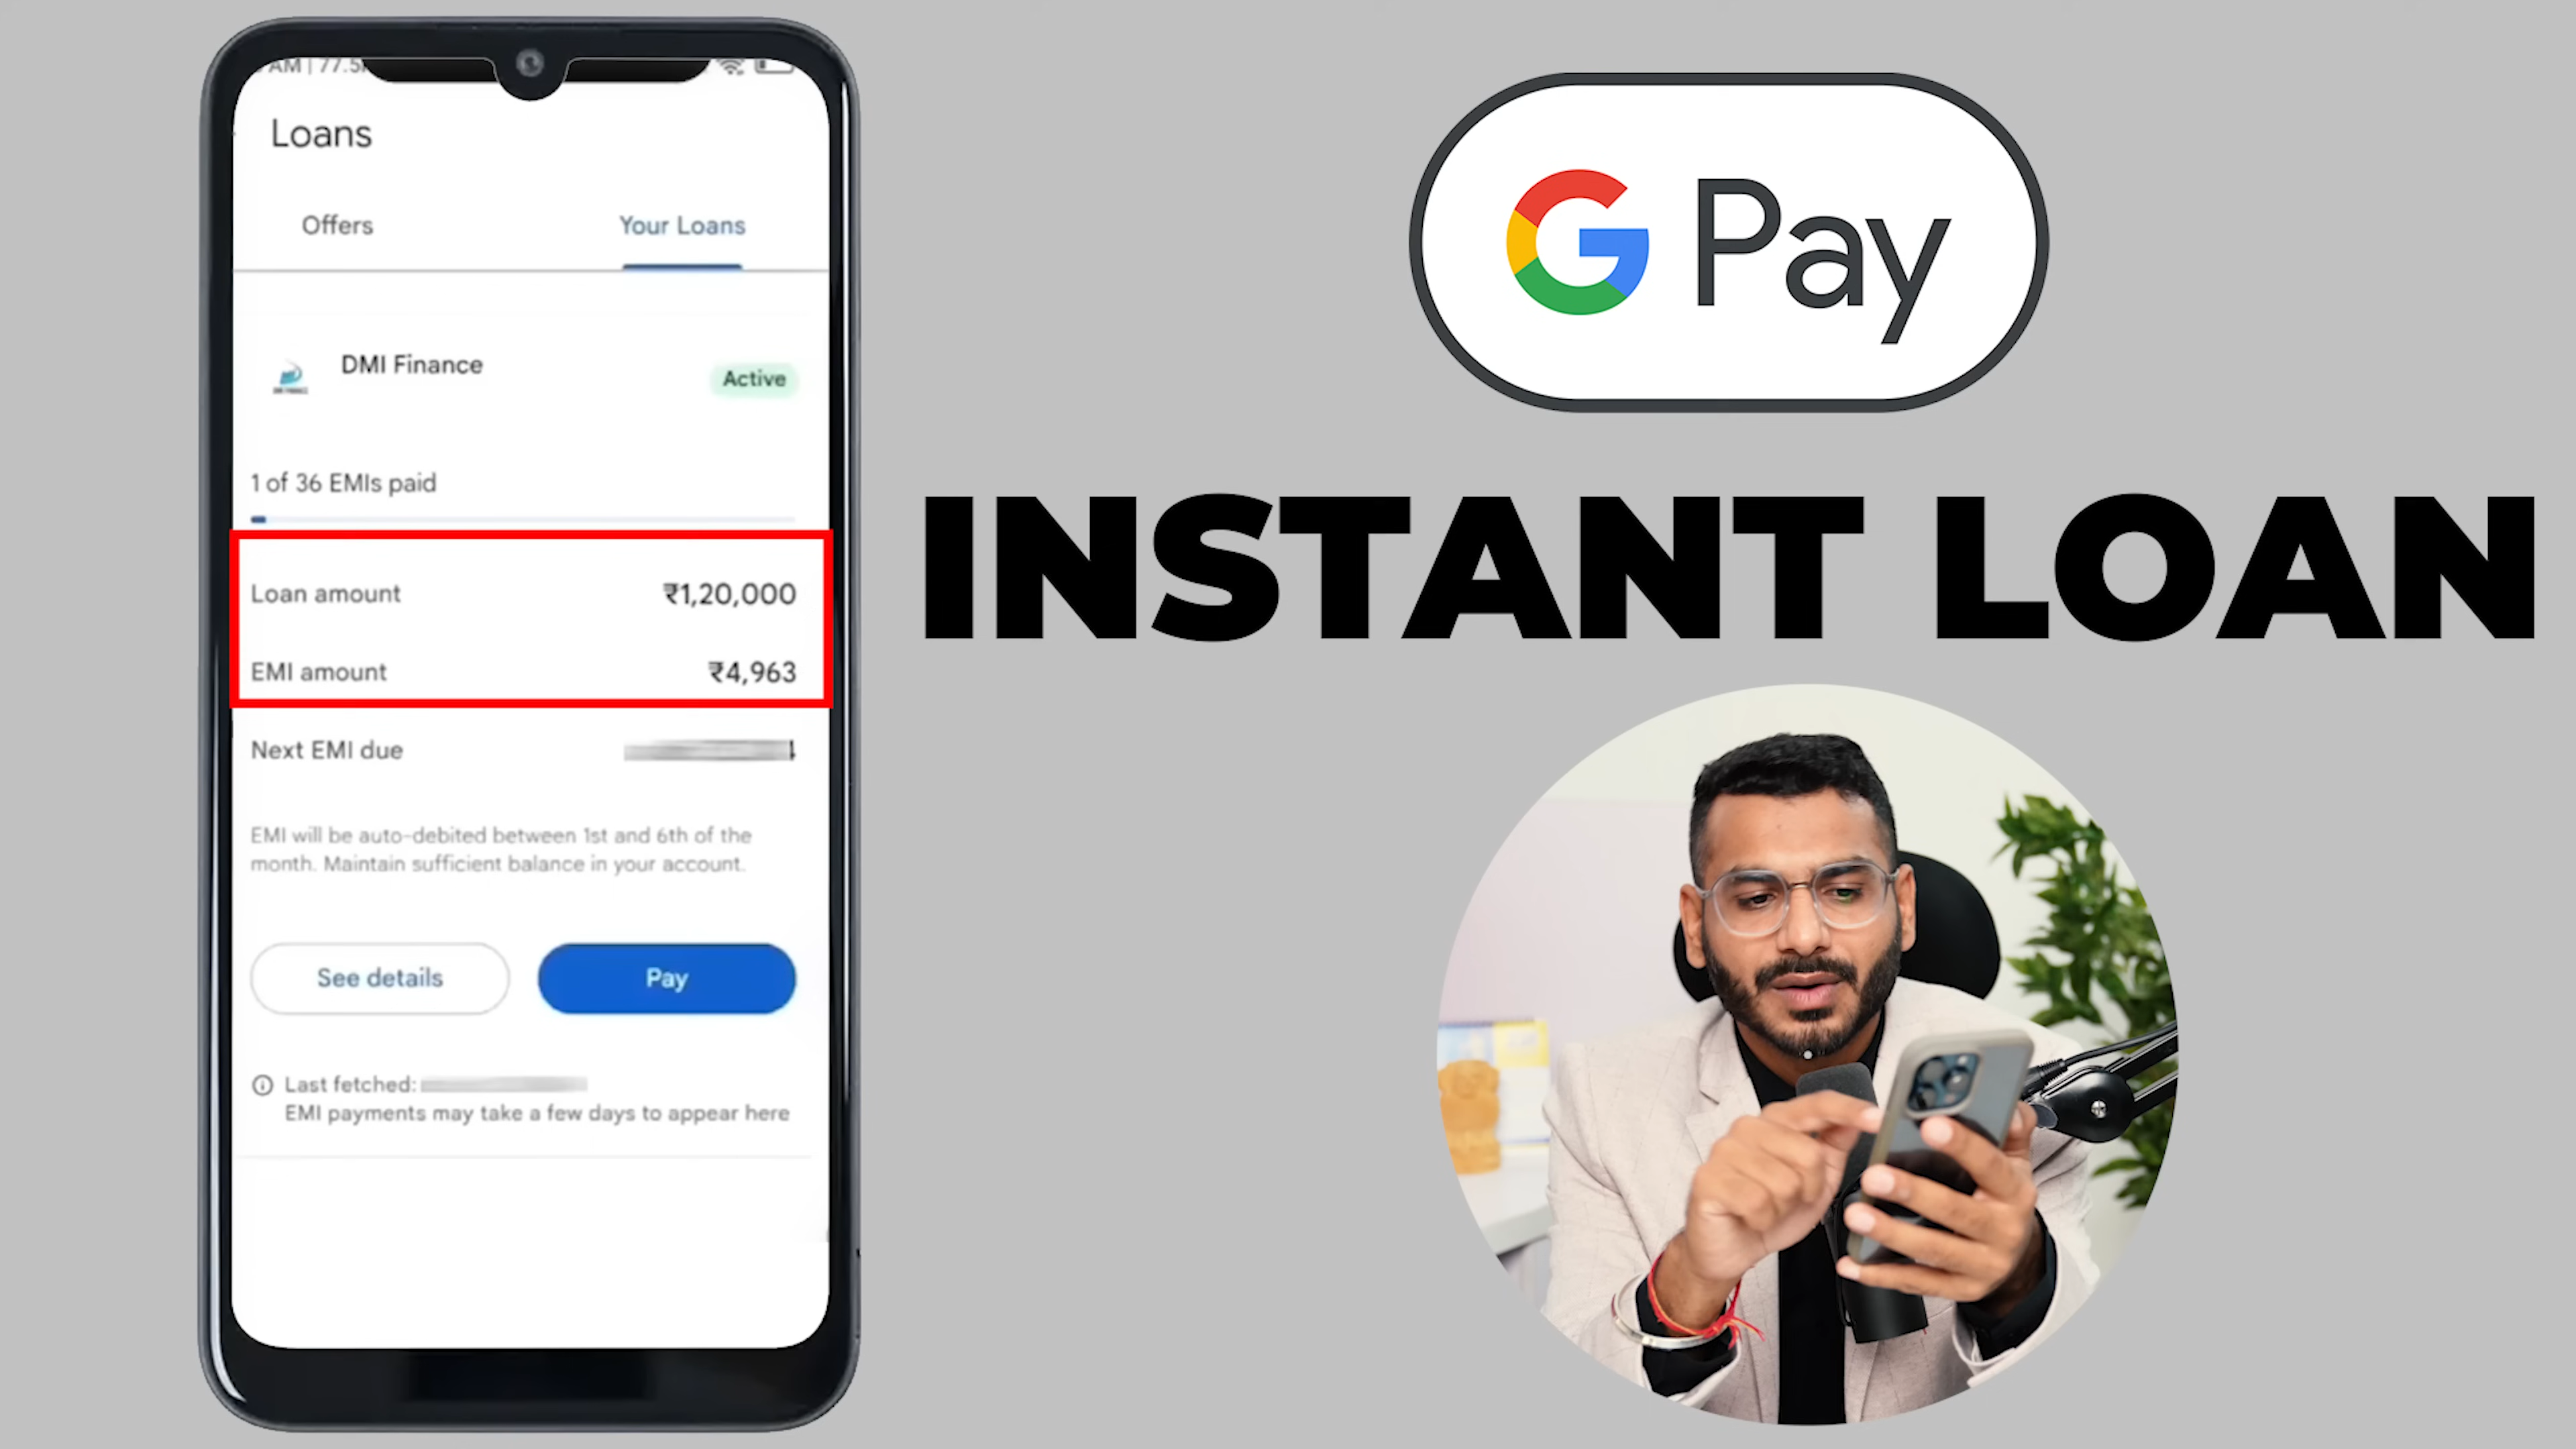 AM | 77.5
Loans
Offers
Your Loans
DMI Finance
Active
1 of 36 EMIs paid
Loan amount
₹1,20,000
EMI amount
₹4,963
Next EMI due
EMI will be auto-debited between 1st and 6th of the
month. Maintain sufficient balance in your account.
See details
Pay
Last fetched:
EMI payments may take a few days to appear here
G Pay
INSTANT LOAN